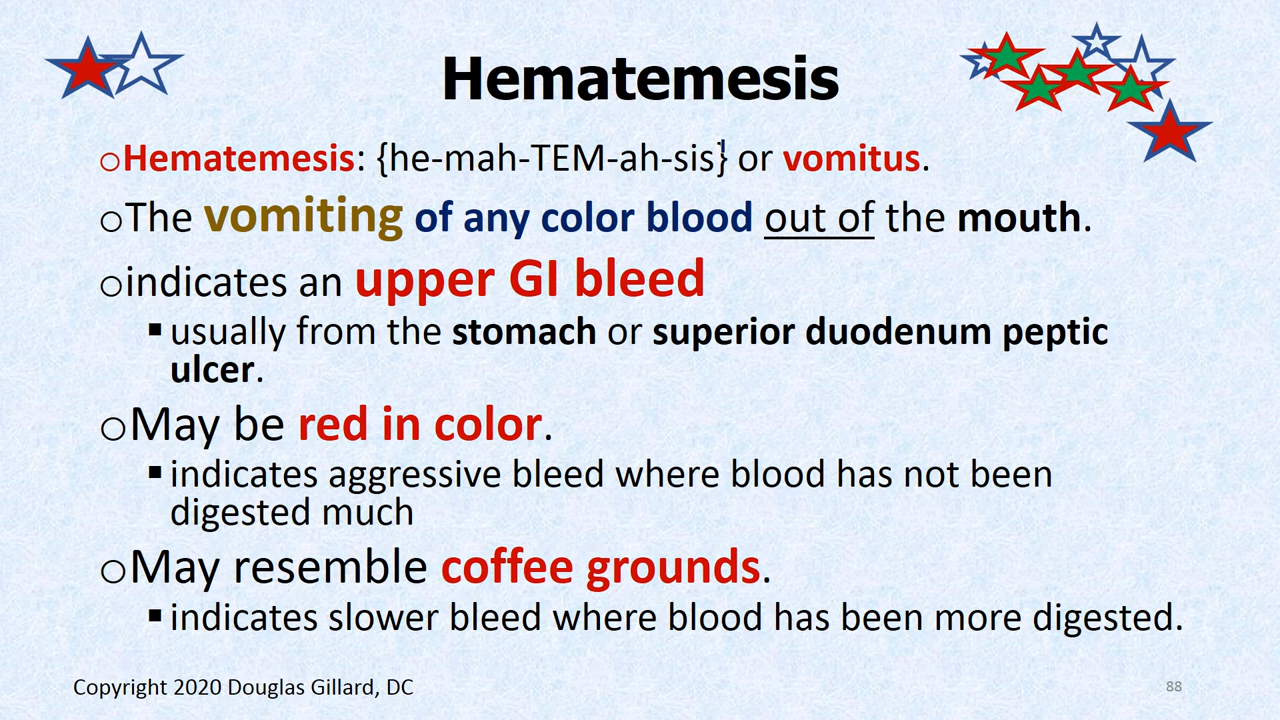 Hematemesis
oHematemesis: {he-mah-TEM-ah-sis} or vomitus.
oThe vomiting of any color blood out of the mouth.
oindicates an upper GI bleed
▪usually from the stomach or superior duodenum peptic
ulcer.
oMay be red in color.
▪indicates aggressive bleed where blood has not been
digested much
oMay resemble coffee grounds.
▪indicates slower bleed where blood has been more digested.
Copyright 2020 Douglas Gillard, DC
88